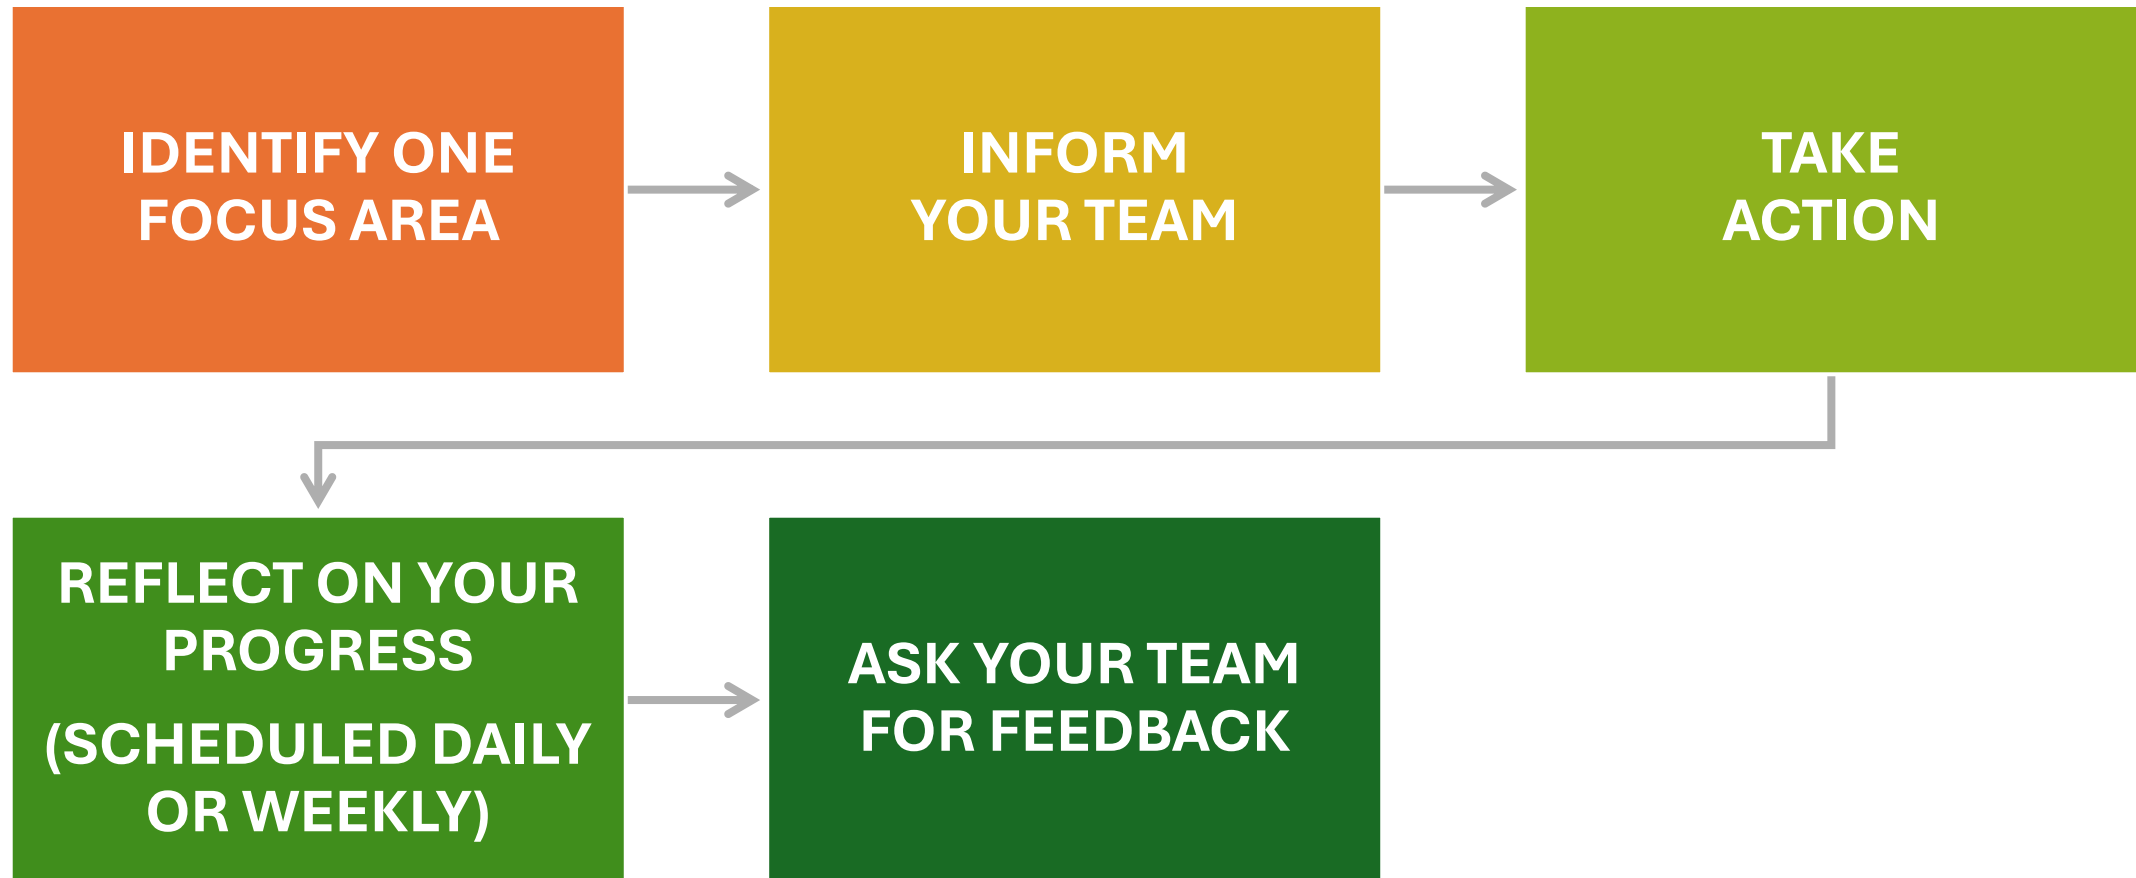 IDENTIFY ONE
FOCUS AREA
INFORM
YOUR TEAM
TAKE
ACTION
REFLECT ON YOUR
PROGRESS
(SCHEDULED DAILY
OR WEEKLY)
ASK YOUR TEAM
FOR FEEDBACK